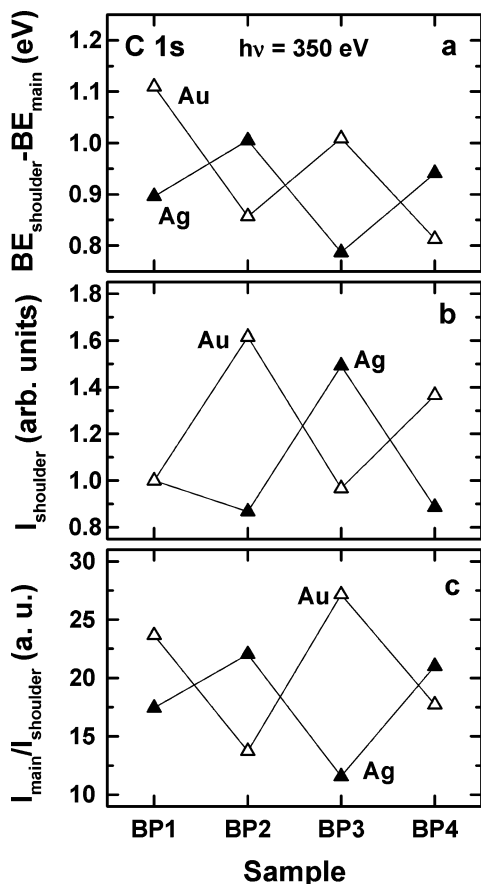 C 1s hν = 350 eV a
BE_shoulder-BE_main (eV)
1.2
1.1
1.0
0.9
0.8
Au
Ag
b
I_shoulder (arb. units)
1.8
1.6
1.4
1.2
1.0
0.8
Au
Ag
c
I_main/I_shoulder (a. u.)
30
25
20
15
10
Au
Ag
BP1 BP2 BP3 BP4
Sample